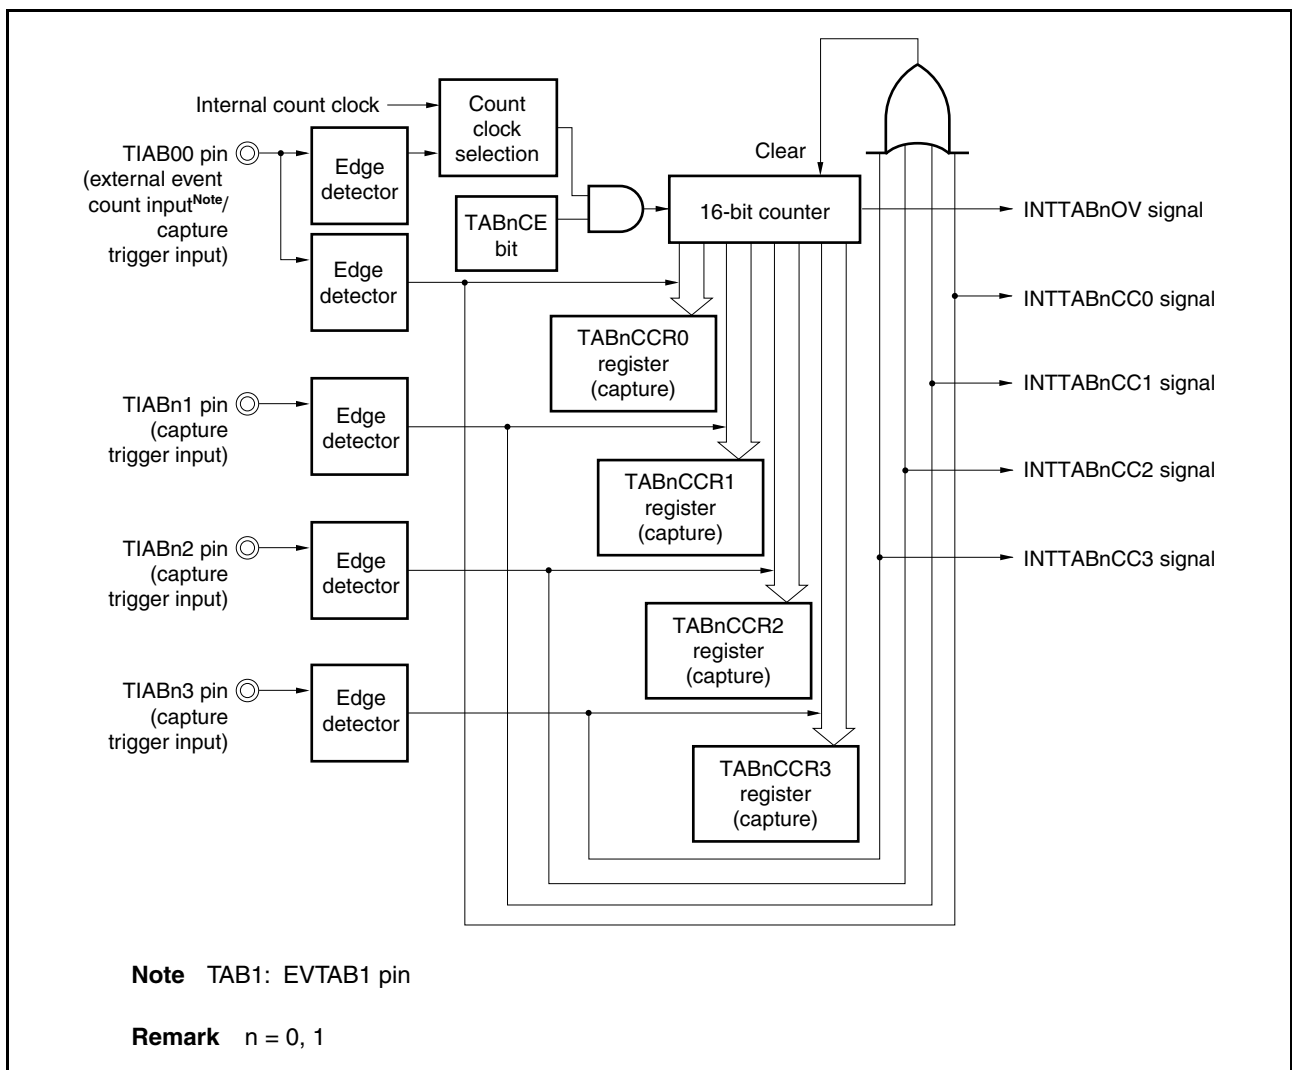 Internal count clock
Count
clock
selection
TIAB00 pin
(external event
count inputNote/
capture
trigger input)
Edge
detector
TABnCE
bit
Edge
detector
Clear
16-bit counter
INTTABnOV signal
INTTABnCC0 signal
TABnCCR0
register
(capture)
INTTABnCC1 signal
TIABn1 pin
(capture
trigger input)
Edge
detector
TABnCCR1
register
(capture)
INTTABnCC2 signal
TIABn2 pin
(capture
trigger input)
Edge
detector
INTTABnCC3 signal
TABnCCR2
register
(capture)
TIABn3 pin
(capture
trigger input)
Edge
detector
TABnCCR3
register
(capture)
Note TAB1: EVTAB1 pin
Remark n = 0, 1